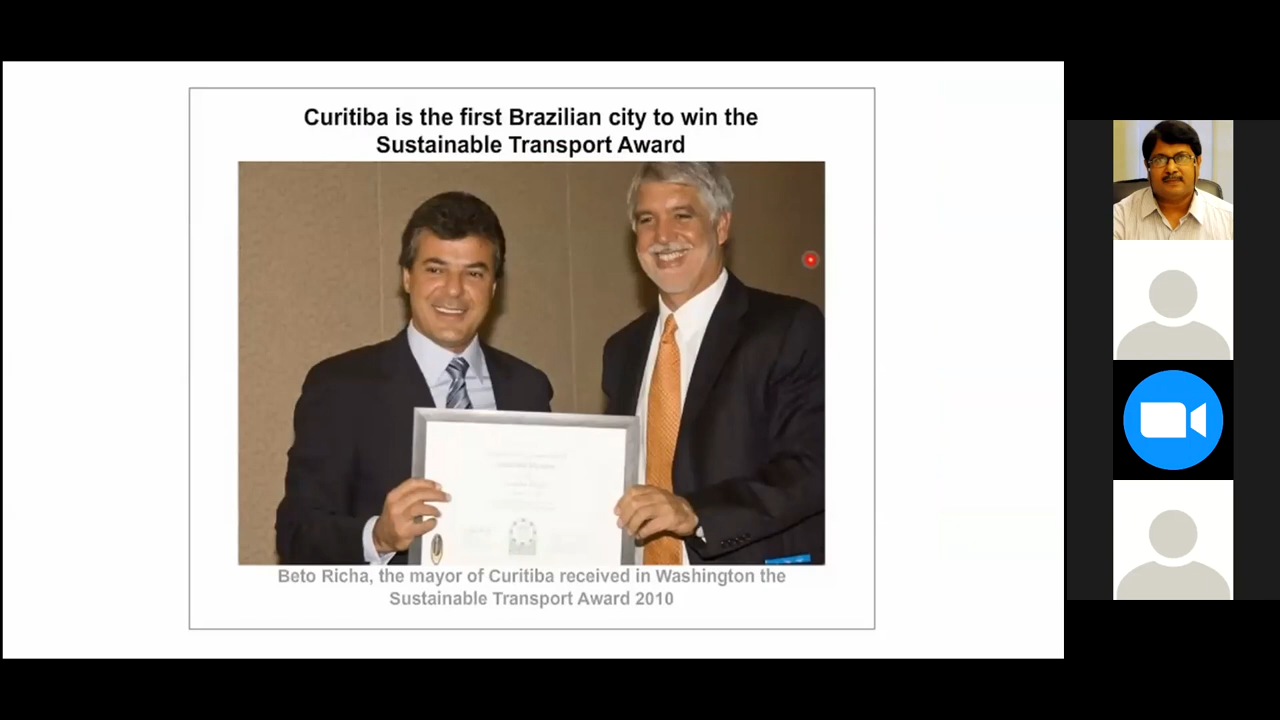 Curitiba is the first Brazilian city to win the
Sustainable Transport Award
Beto Richa, the mayor of Curitiba received in Washington the
Sustainable Transport Award 2010